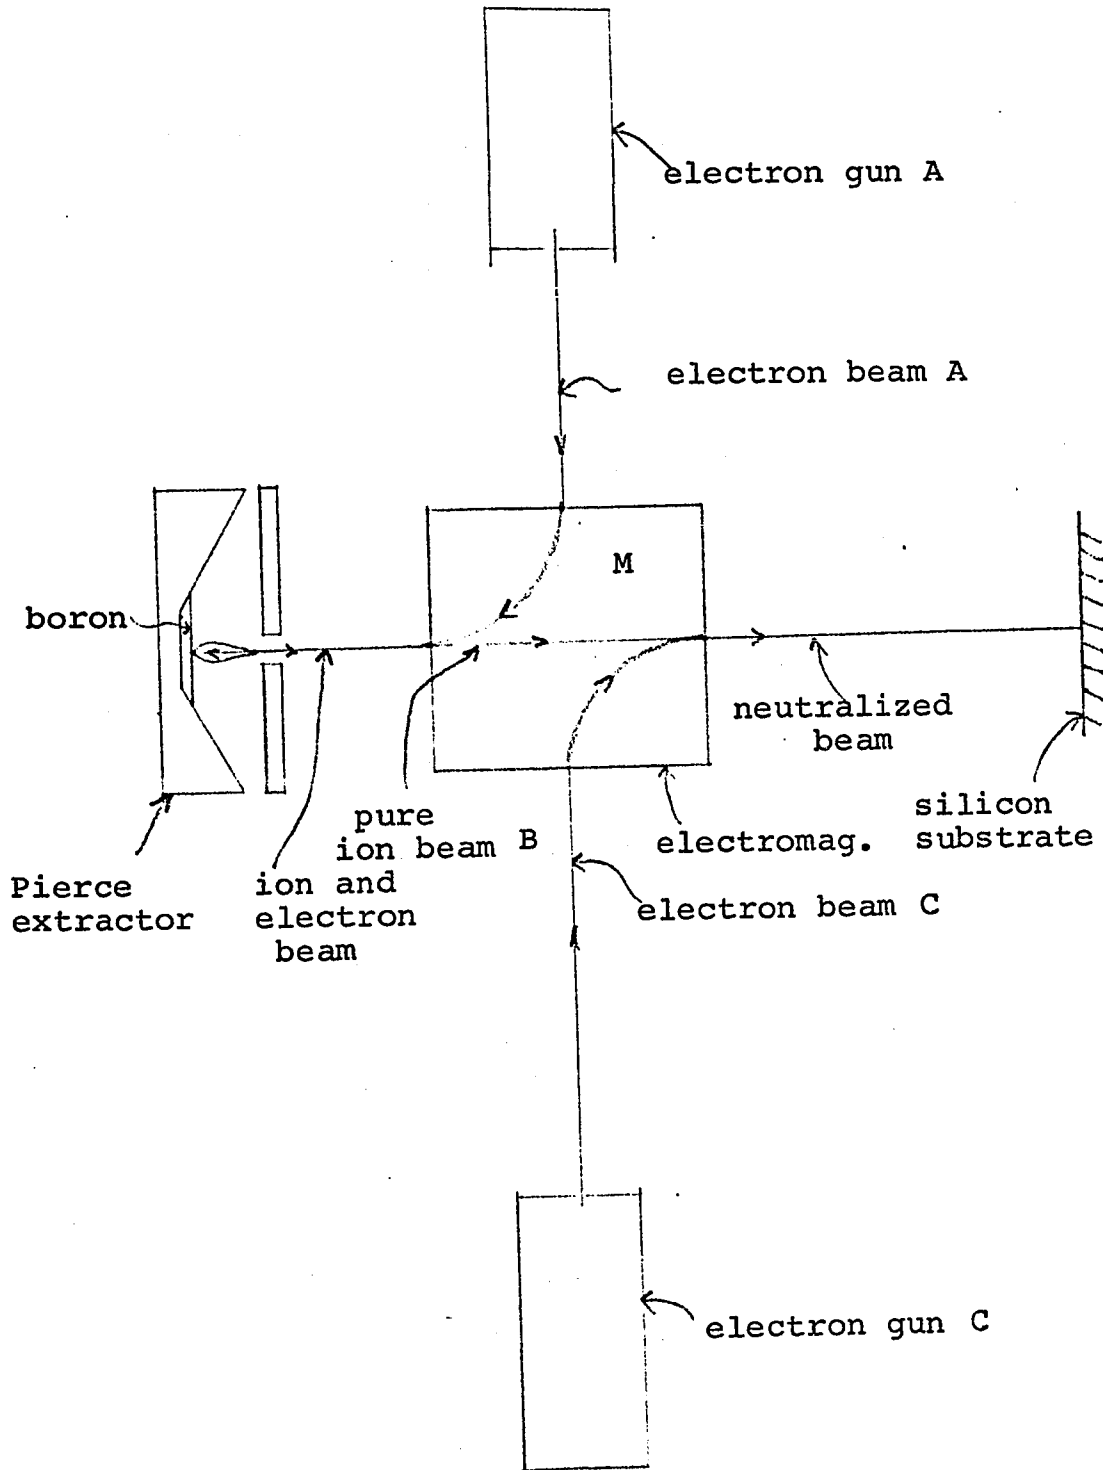 electron gun A
electron beam A
M
boron
neutralized
beam
pure
ion beam B
electromag.
silicon
substrate
Pierce
extractor
ion and
electron
beam
electron beam C
electron gun C